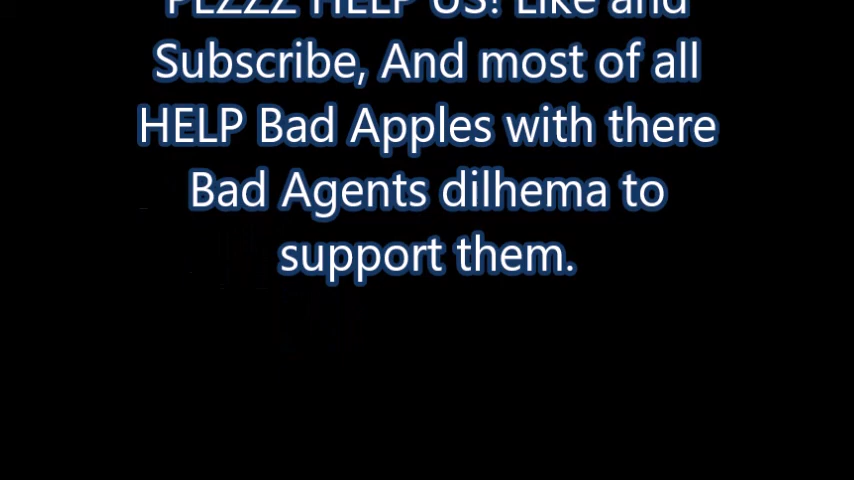 PLZZZ HELP US! Like and
Subscribe, And most of all
HELP Bad Apples with there
Bad Agents dilhema to
support them.